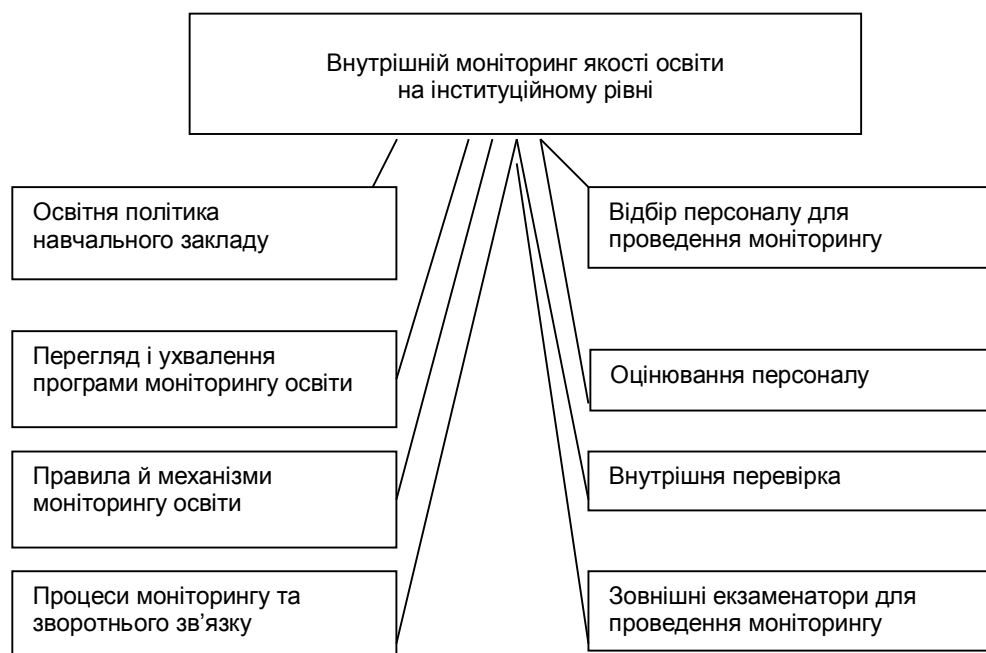 Внутрішній моніторинг якості освіти
на інституційному рівні
Освітня політика
навчального закладу
Перегляд і ухвалення
програми моніторингу освіти
Правила й механізми
моніторингу освіти
Процеси моніторингу та
зворотнього зв’язку
Відбір персоналу для
проведення моніторингу
Оцінювання персоналу
Внутрішня перевірка
Зовнішні екзаменатори для
проведення моніторингу